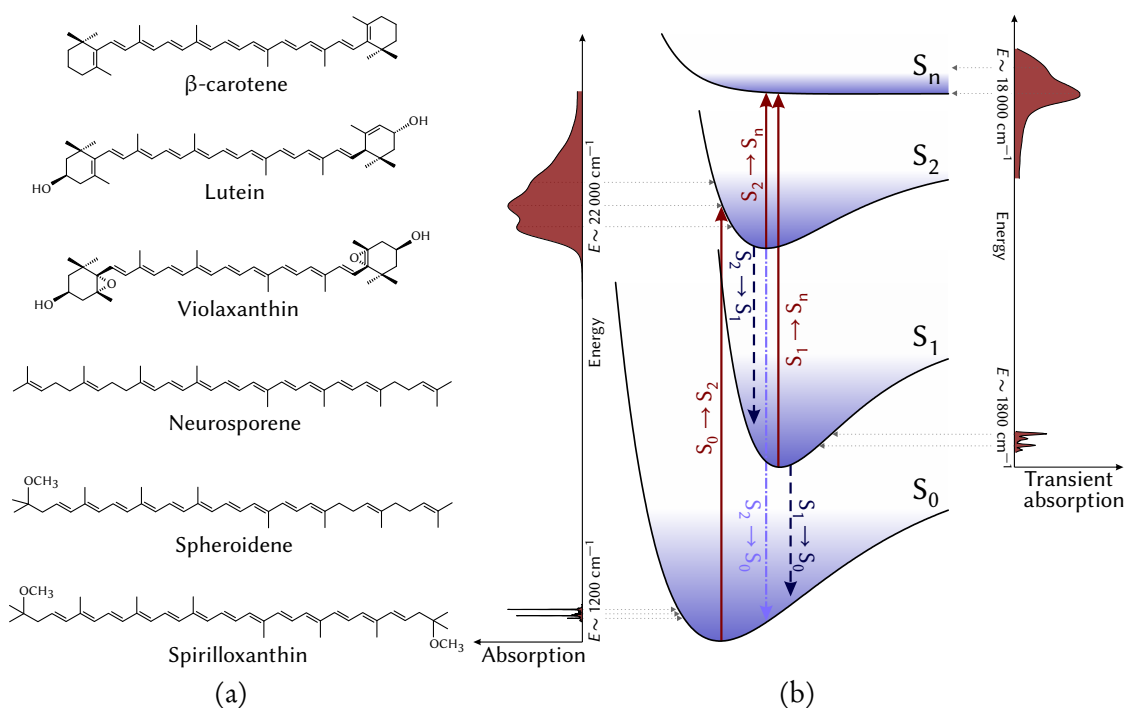 β-carotene
OH
HO
Lutein
OH
O
O
HO
Violaxanthin
Neurosporene
OCH₃
Spheroidene
OCH₃
OCH₃
Spirilloxanthin
(a)
E ~ 22 000 cm⁻¹
Energy
E ~ 1200 cm⁻¹
Absorption
Sₙ
S₂
S₁
S₀
S₂ → Sₙ
S₂ → S₁
S₁ → Sₙ
S₀ → S₂
S₂ → S₀
S₁ → S₀
E ~ 18 000 cm⁻¹
Energy
E ~ 1800 cm⁻¹
Transient
absorption
(b)